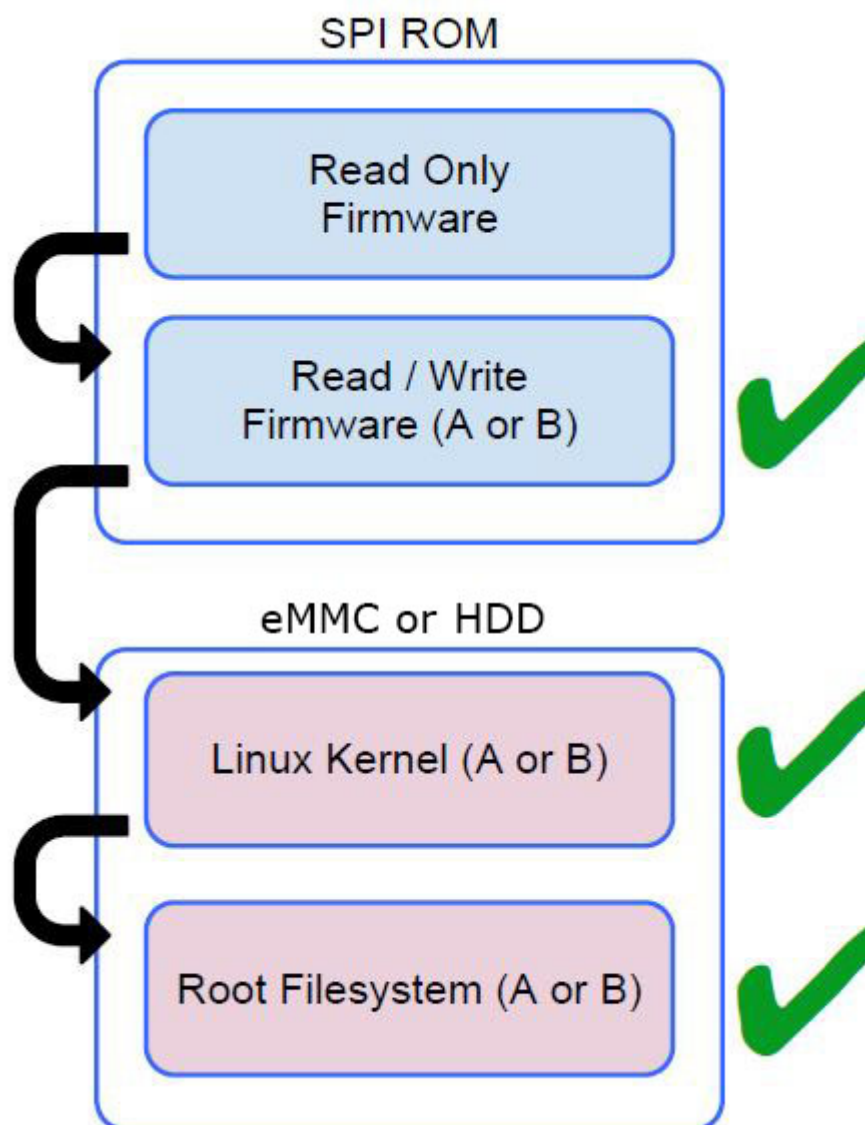 SPI ROM
Read Only
Firmware
Read / Write
Firmware (A or B)
eMMC or HDD
Linux Kernel (A or B)
Root Filesystem (A or B)